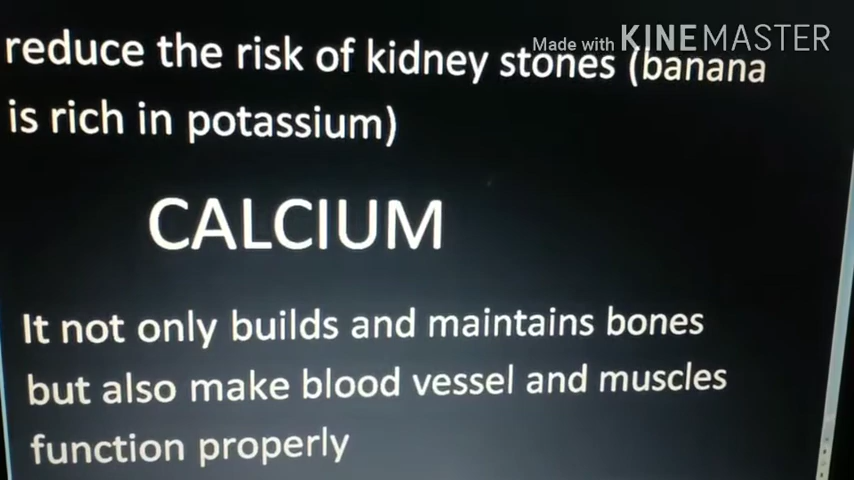 Made with KINEMASTER
reduce the risk of kidney stones (banana
is rich in potassium)
CALCIUM
It not only builds and maintains bones
but also make blood vessel and muscles
function properly